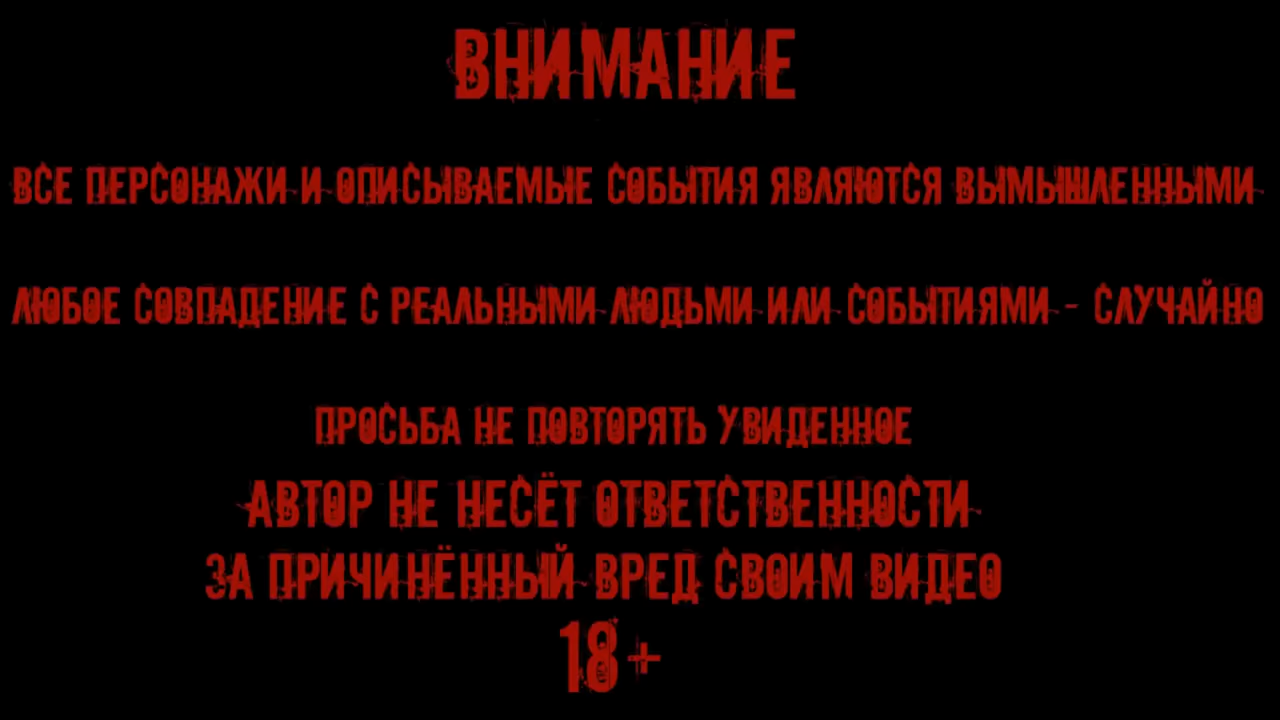 ВНИМАНИЕ
ВСЕ ПЕРСОНАЖИ И ОПИСЫВАЕМЫЕ СОБЫТИЯ ЯВЛЯЮТСЯ ВЫМЫШЛЕННЫМИ
ЛЮБОЕ СОВПАДЕНИЕ С РЕАЛЬНЫМИ ЛЮДЬМИ ИЛИ СОБЫТИЯМИ - СЛУЧАЙНО
ПРОСЬБА НЕ ПОВТОРЯТЬ УВИДЕННОЕ
АВТОР НЕ НЕСЁТ ОТВЕТСТВЕННОСТИ
ЗА ПРИЧИНЁННЫЙ ВРЕД СВОИМ ВИДЕО
18+